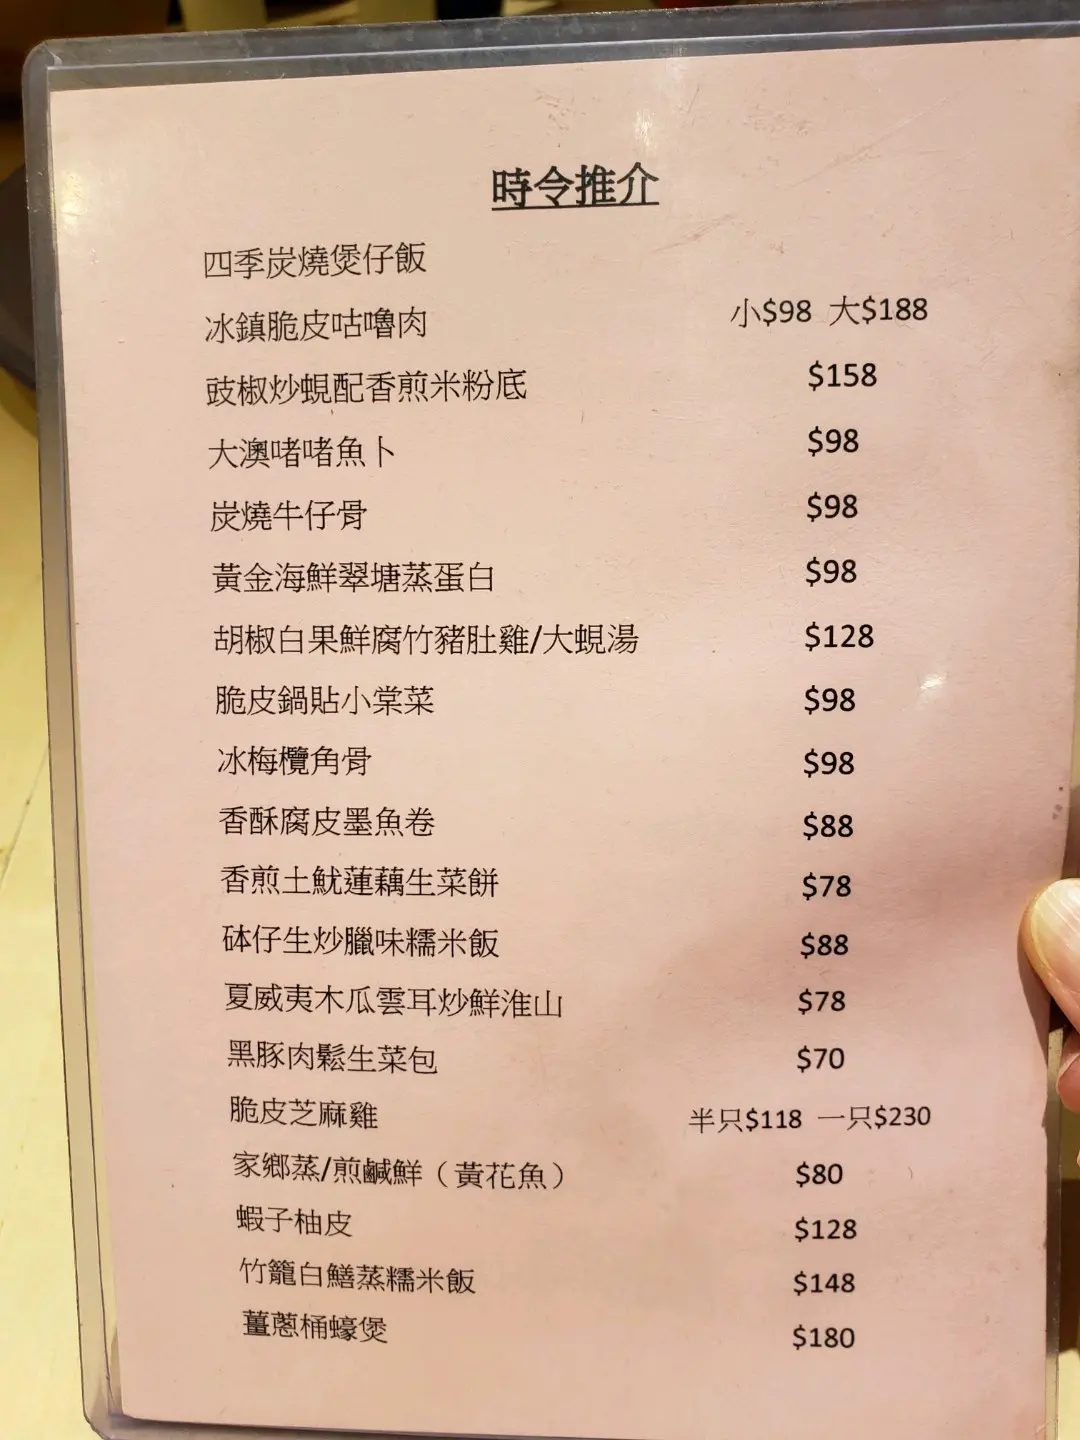 時令推介
四季炭燒煲仔飯
冰鎮脆皮咕嚕肉 小$98 大$188
豉椒炒蜆配香煎米粉底 $158
大澳啫啫魚卜 $98
炭燒牛仔骨 $98
黃金海鮮翠塘蒸蛋白 $98
胡椒白果鮮腐竹豬肚雞/大蜆湯 $128
脆皮鍋貼小棠菜 $98
冰梅欖角骨 $98
香酥腐皮墨魚卷 $88
香煎土魷蓮藕生菜餅 $78
砵仔生炒臘味糯米飯 $88
夏威夷木瓜雲耳炒鮮淮山 $78
黑豚肉鬆生菜包 $70
脆皮芝麻雞 半只$118 一只$230
家鄉蒸/煎鹹鮮（黃花魚） $80
蝦子柚皮 $128
竹籠白鱔蒸糯米飯 $148
薑蔥桶蠔煲 $180